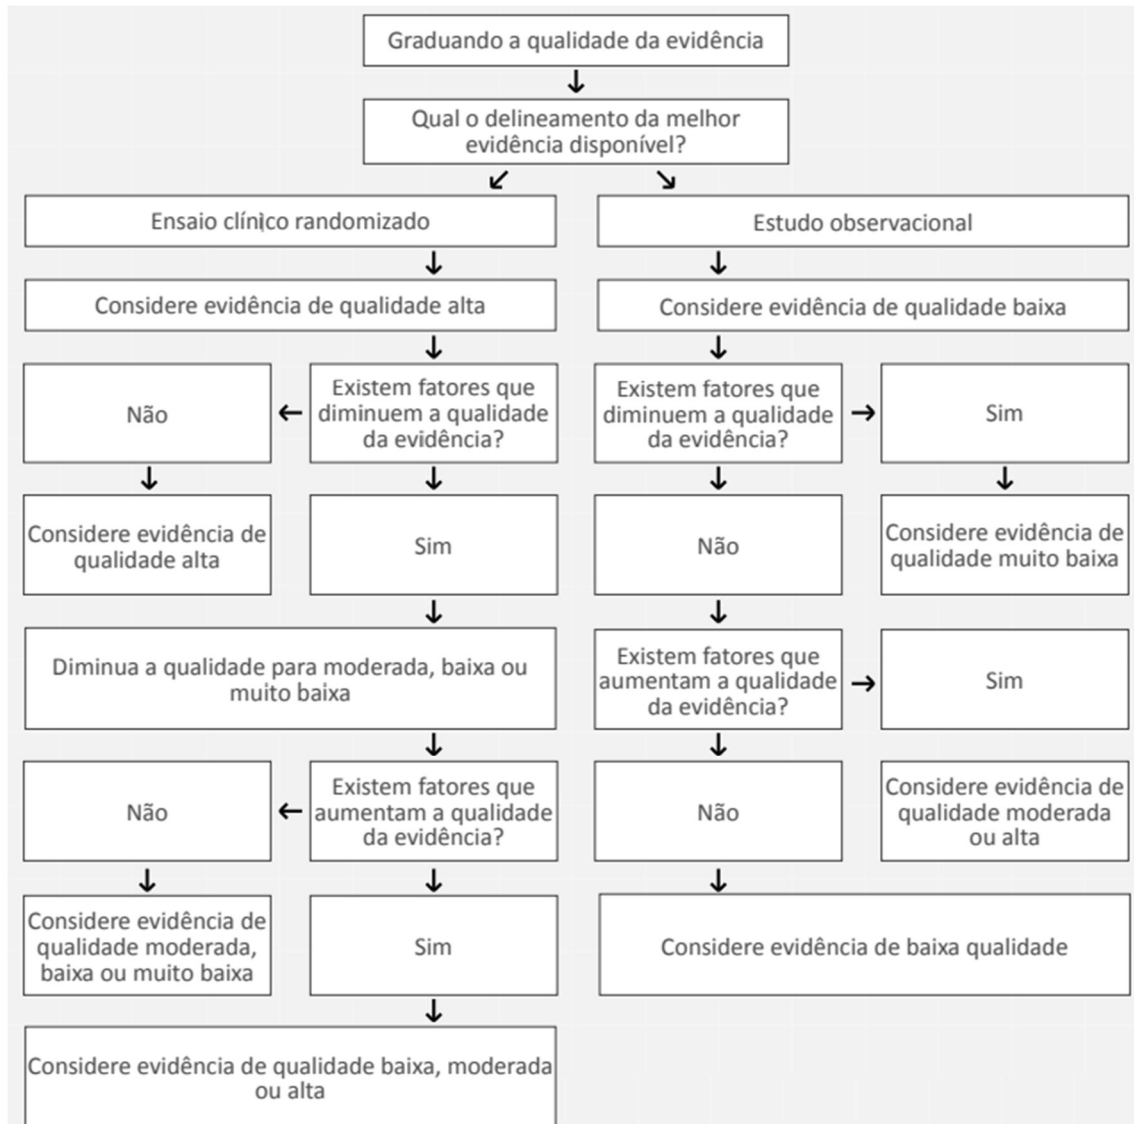 Graduando a qualidade da evidência
Qual o delineamento da melhor
evidência disponível?
Ensaio clínico randomizado
Estudo observacional
Considere evidência de qualidade alta
Considere evidência de qualidade baixa
Não
Existem fatores que
diminuem a qualidade
da evidência?
Existem fatores que
diminuem a qualidade
da evidência?
Sim
Considere evidência de
qualidade alta
Sim
Não
Considere evidência de
qualidade muito baixa
Diminua a qualidade para moderada, baixa ou
muito baixa
Existem fatores que
aumentam a qualidade
da evidência?
Sim
Não
Existem fatores que
aumentam a qualidade
da evidência?
Não
Considere evidência de
qualidade moderada
ou alta
Considere evidência de
qualidade moderada,
baixa ou muito baixa
Sim
Considere evidência de baixa qualidade
Considere evidência de qualidade baixa, moderada
ou alta